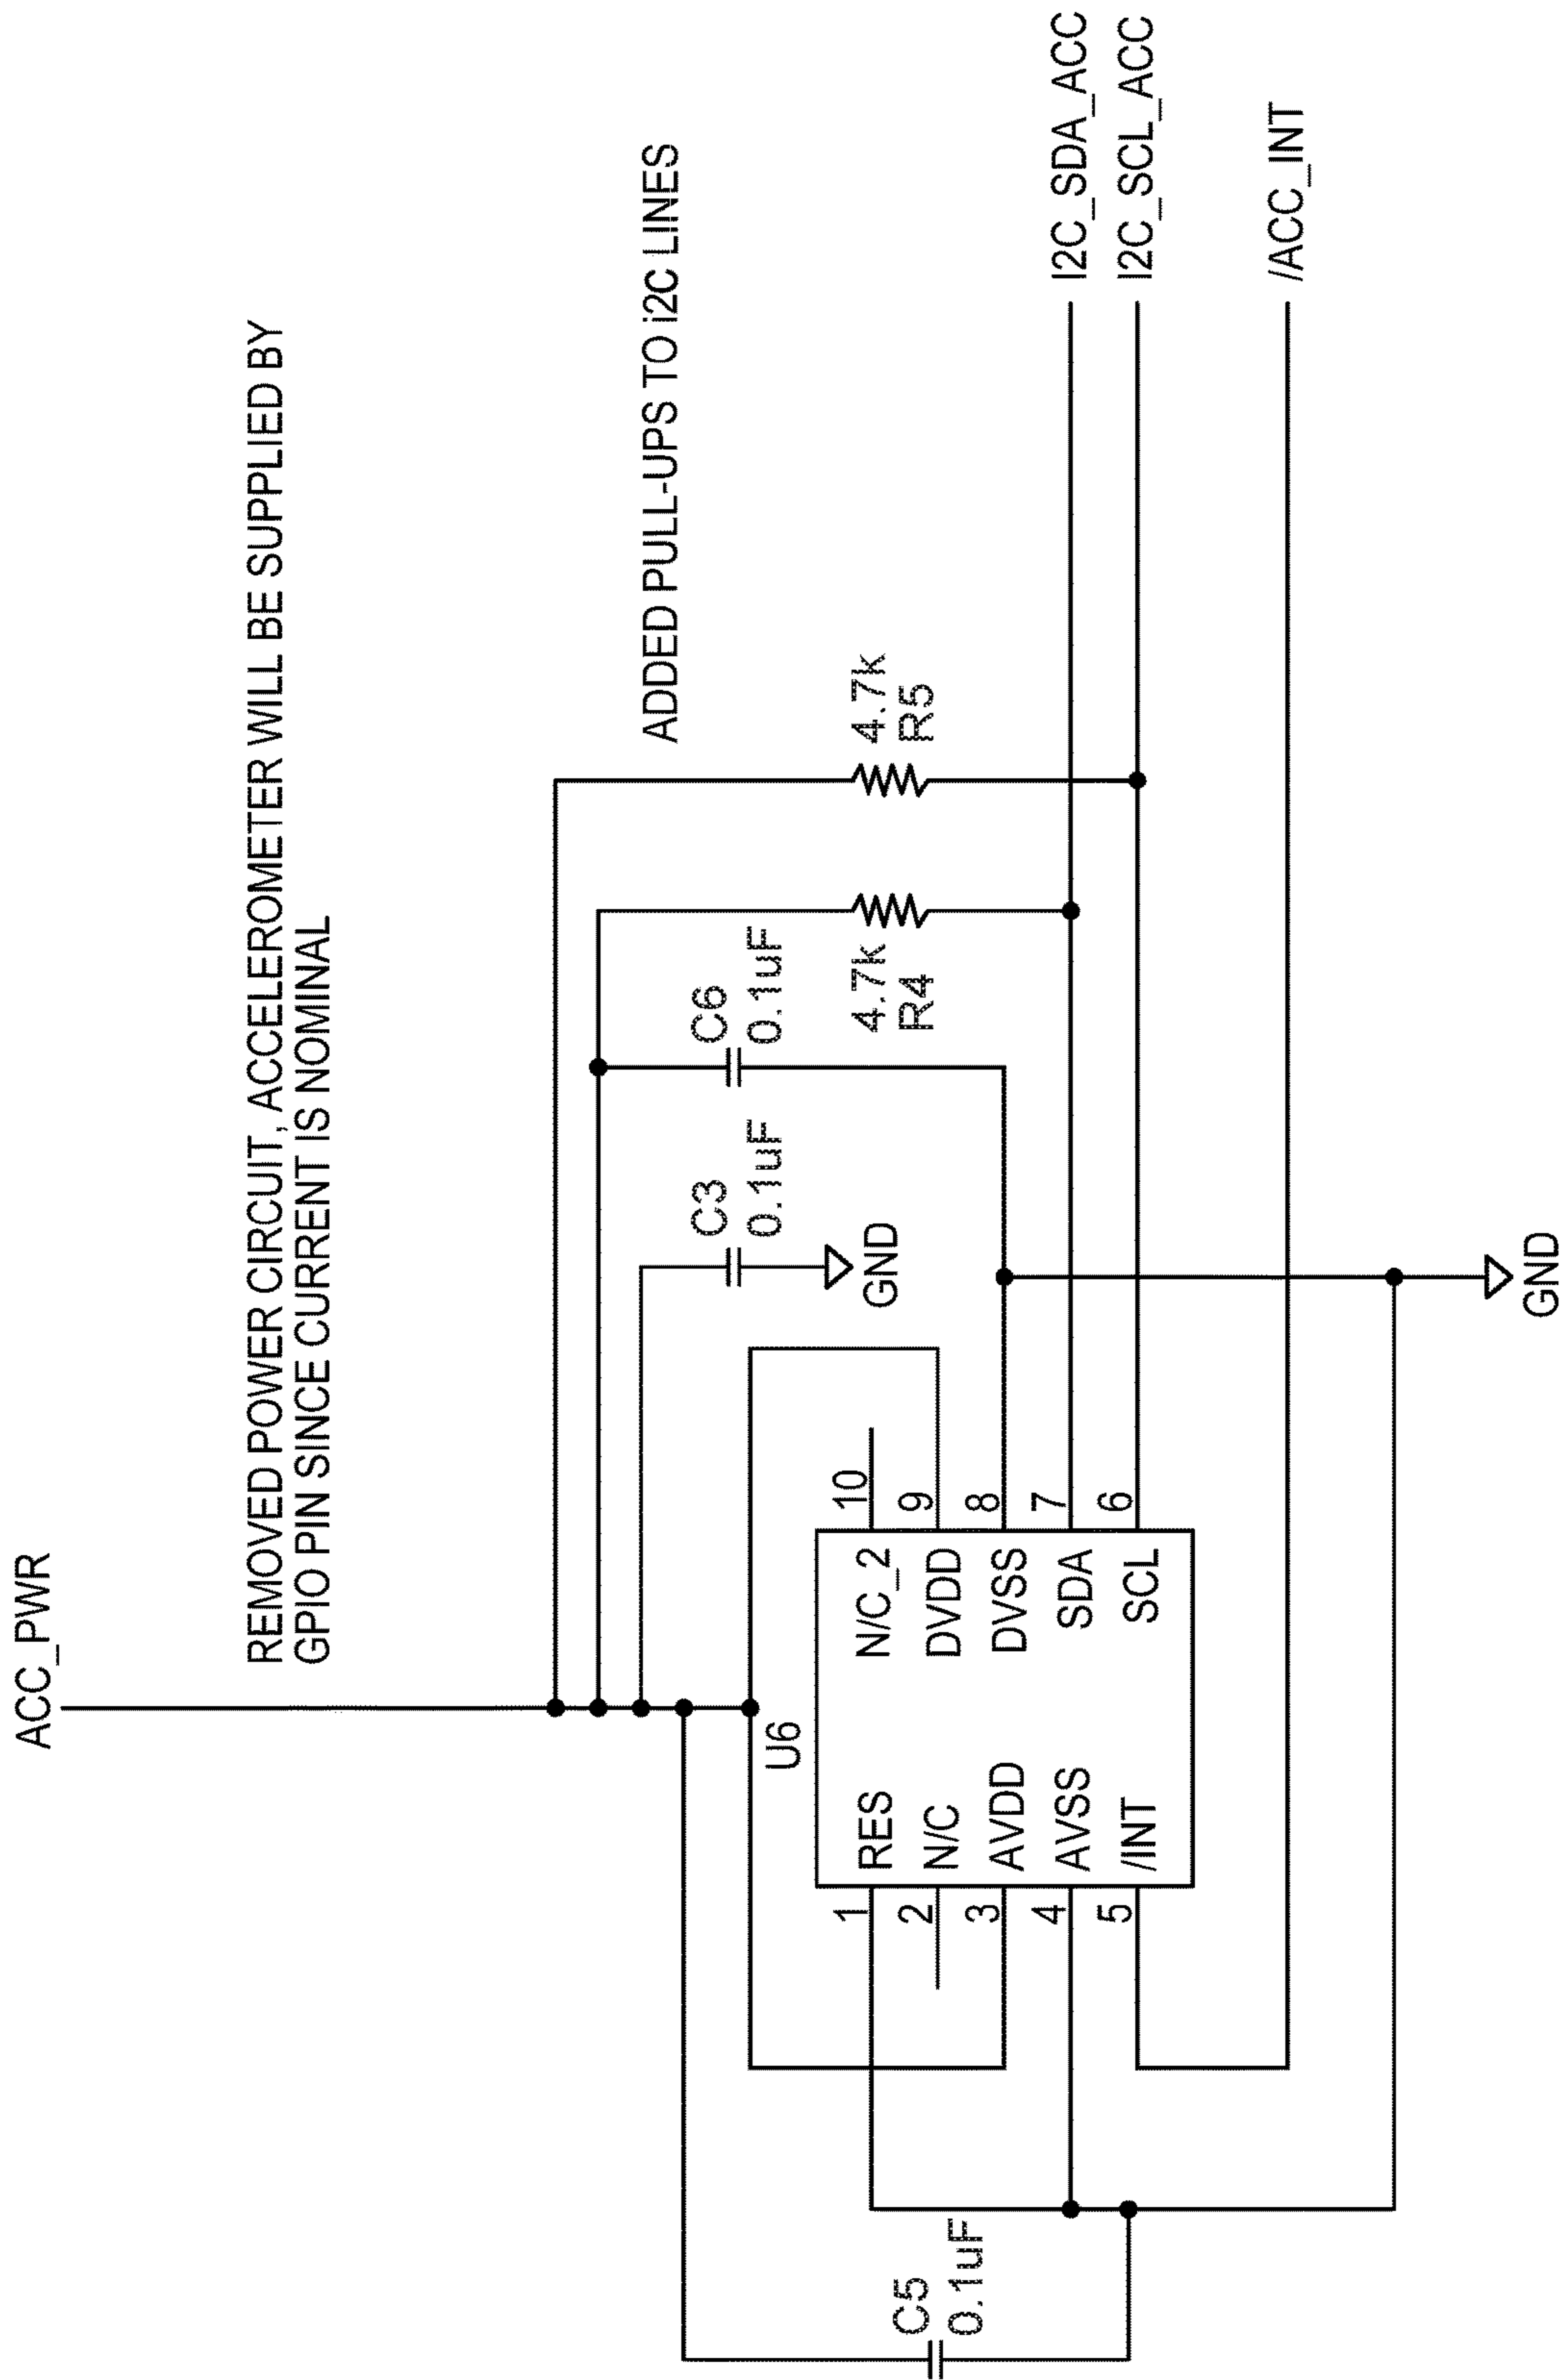 ACC_PWR
REMOVED POWER CIRCUIT, ACCELEROMETER WILL BE SUPPLIED BY
GPIO PIN SINCE CURRENT IS NOMINAL
ADDED PULL-UPS TO i2C LINES
C3
0.1uF
GND
C6
0.1uF
4.7k
R4
4.7k
R5
U6
1
RES
2
N/C
3
AVDD
4
AVSS
5
/INT
N/C_2
10
DVDD
9
DVSS
8
SDA
7
SCL
6
C5
0.1uF
I2C_SDA_ACC
I2C_SCL_ACC
/ACC_INT
GND